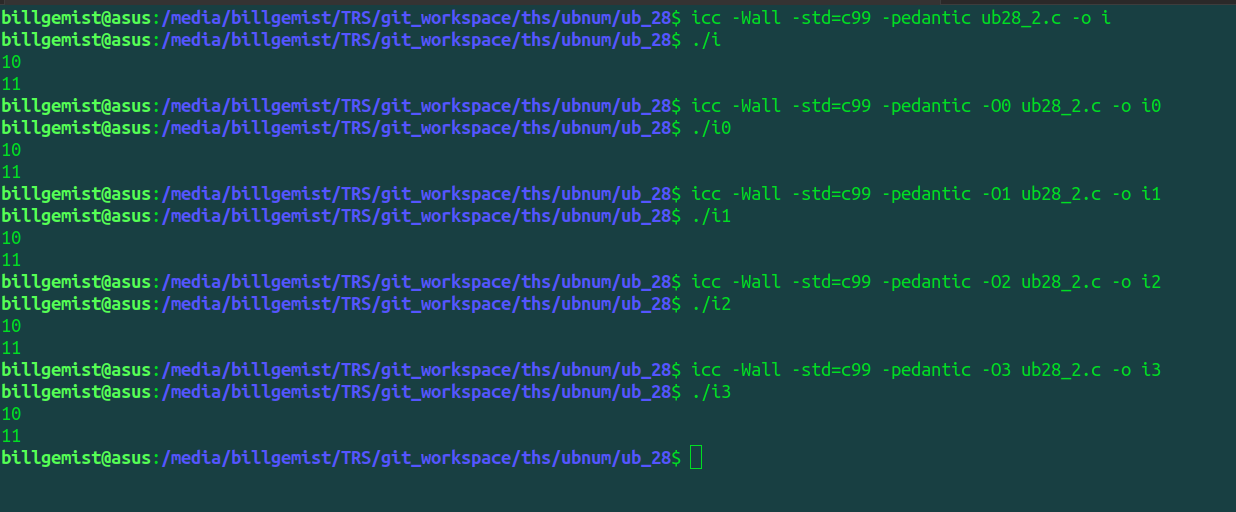 billgemist@asus:/media/billgemist/TRS/git_workspace/ths/ubnum/ub_28$ icc -Wall -std=c99 -pedantic ub28_2.c -o i
billgemist@asus:/media/billgemist/TRS/git_workspace/ths/ubnum/ub_28$ ./i
10
11
billgemist@asus:/media/billgemist/TRS/git_workspace/ths/ubnum/ub_28$ icc -Wall -std=c99 -pedantic -O0 ub28_2.c -o i0
billgemist@asus:/media/billgemist/TRS/git_workspace/ths/ubnum/ub_28$ ./i0
10
11
billgemist@asus:/media/billgemist/TRS/git_workspace/ths/ubnum/ub_28$ icc -Wall -std=c99 -pedantic -O1 ub28_2.c -o i1
billgemist@asus:/media/billgemist/TRS/git_workspace/ths/ubnum/ub_28$ ./i1
10
11
billgemist@asus:/media/billgemist/TRS/git_workspace/ths/ubnum/ub_28$ icc -Wall -std=c99 -pedantic -O2 ub28_2.c -o i2
billgemist@asus:/media/billgemist/TRS/git_workspace/ths/ubnum/ub_28$ ./i2
10
11
billgemist@asus:/media/billgemist/TRS/git_workspace/ths/ubnum/ub_28$ icc -Wall -std=c99 -pedantic -O3 ub28_2.c -o i3
billgemist@asus:/media/billgemist/TRS/git_workspace/ths/ubnum/ub_28$ ./i3
10
11
billgemist@asus:/media/billgemist/TRS/git_workspace/ths/ubnum/ub_28$